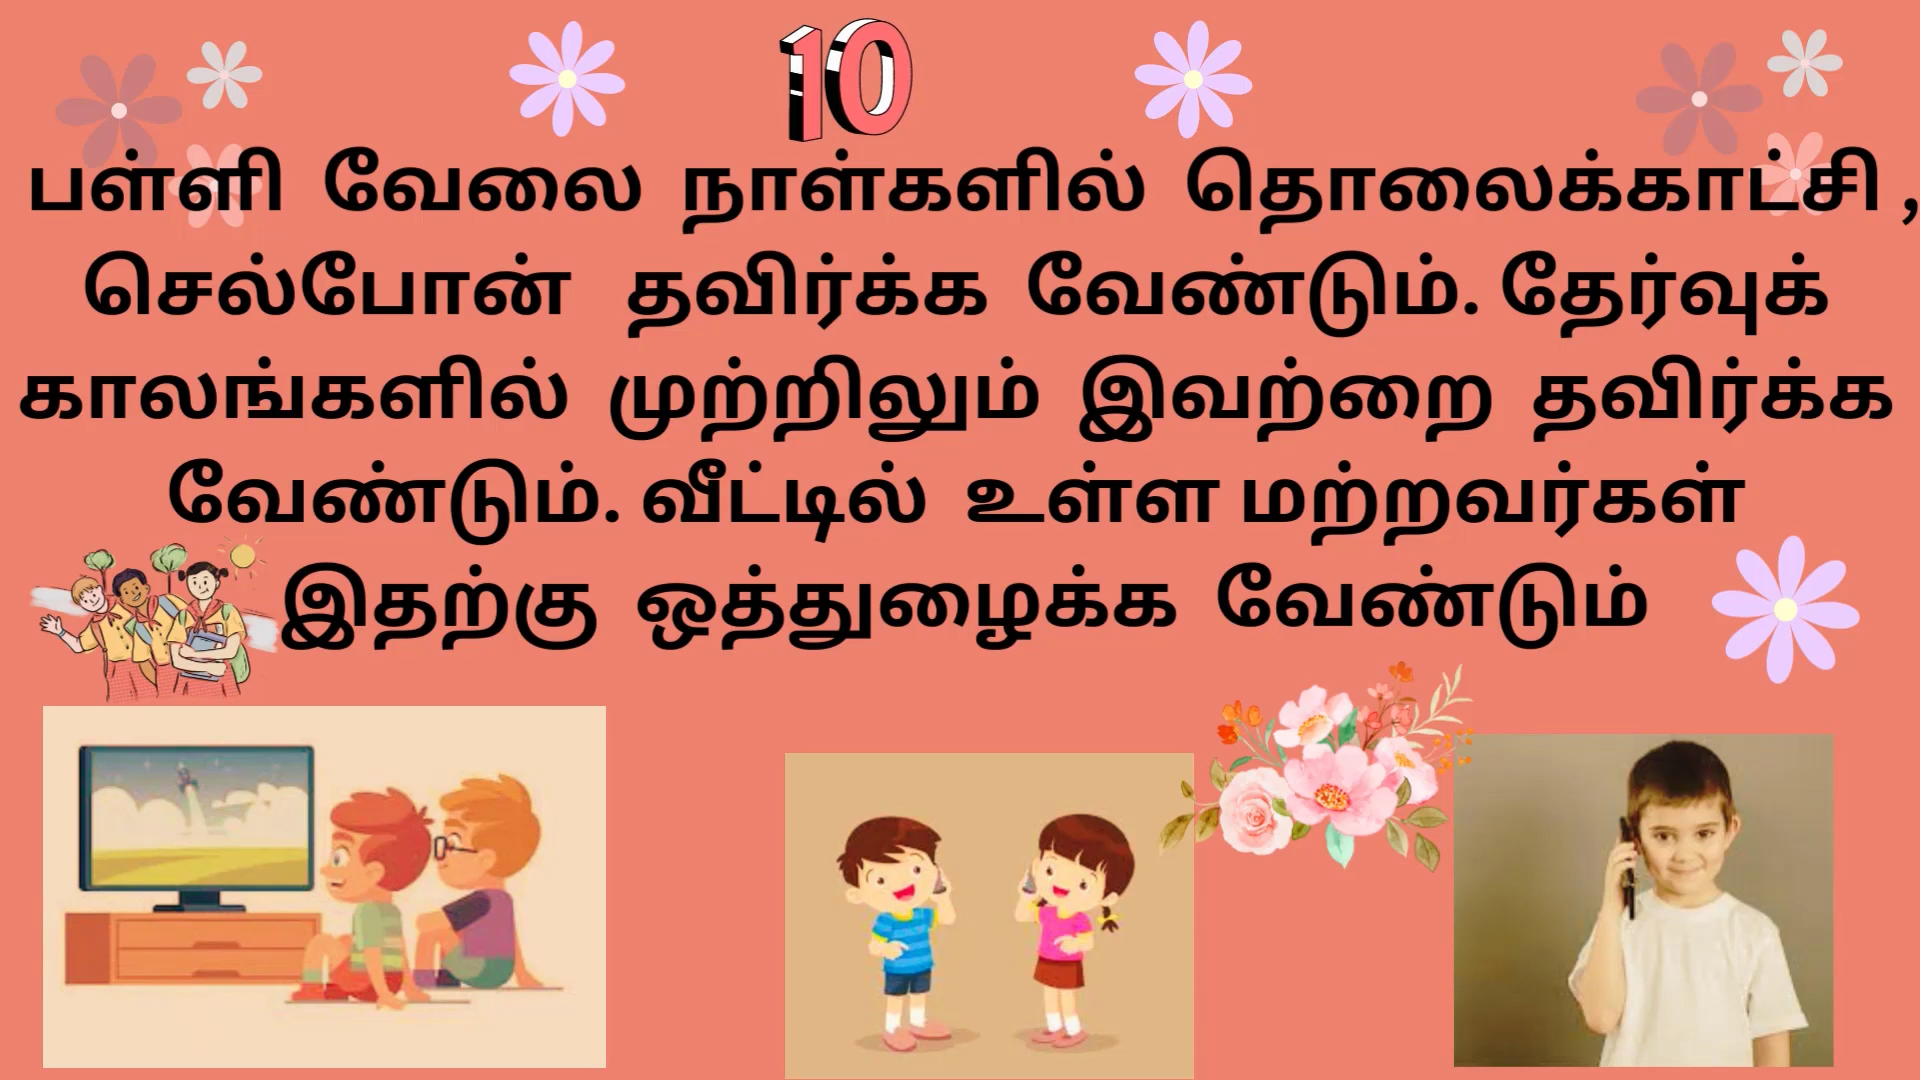 10
பள்ளி வேலை நாள்களில் தொலைக்காட்சி ,
செல்போன் தவிர்க்க வேண்டும். தேர்வுக்
காலங்களில் முற்றிலும் இவற்றை தவிர்க்க
வேண்டும். வீட்டில் உள்ள மற்றவர்கள்
இதற்கு ஒத்துழைக்க வேண்டும்